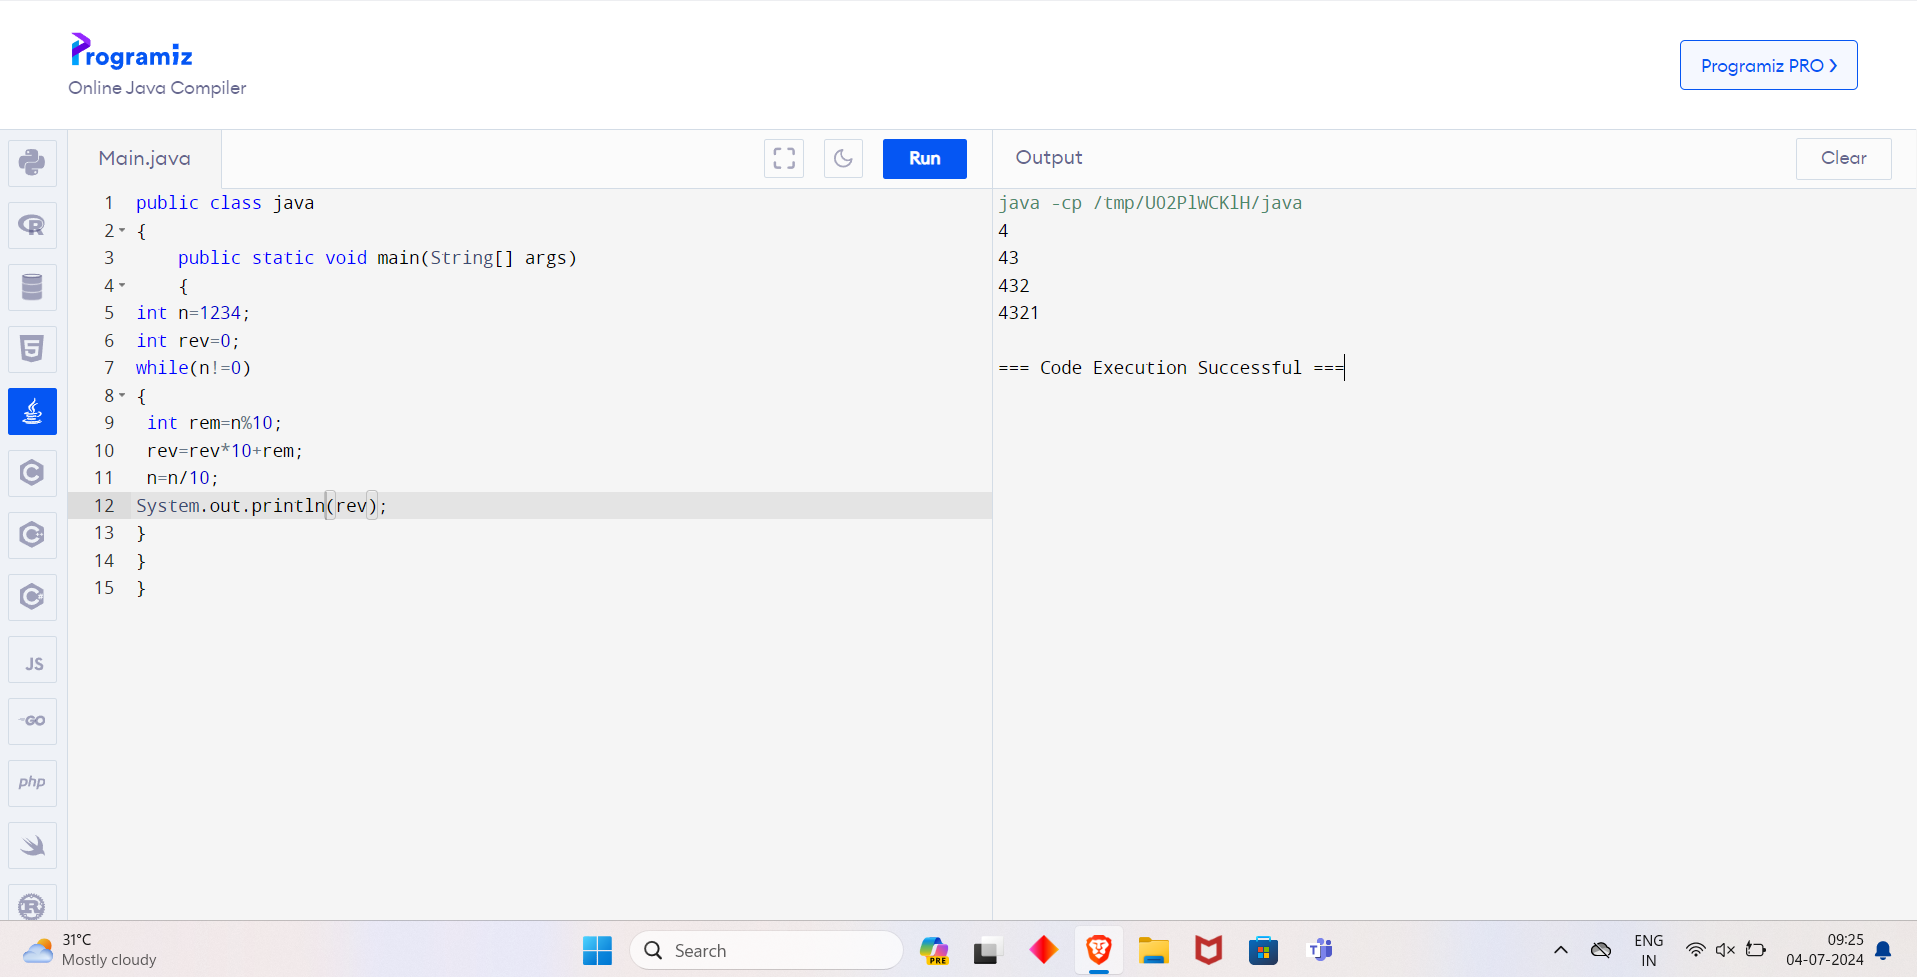 Programiz
Online Java Compiler
Programiz PRO ❯
Main.java
Run
Output
Clear
1 public class java
2 {
3     public static void main(String[] args)
4     {
5 int n=1234;
6 int rev=0;
7 while(n!=0)
8 {
9  int rem=n%10;
10  rev=rev*10+rem;
11  n=n/10;
12 System.out.println(rev);
13 }
14 }
15 }
java -cp /tmp/UO2PlWCKlH/java
4
43
432
4321
=== Code Execution Successful ===
R
5
C
C
C
JS
GO
php
R
31°C
Mostly cloudy
Search
PRE
T
ENG
IN
09:25
04-07-2024